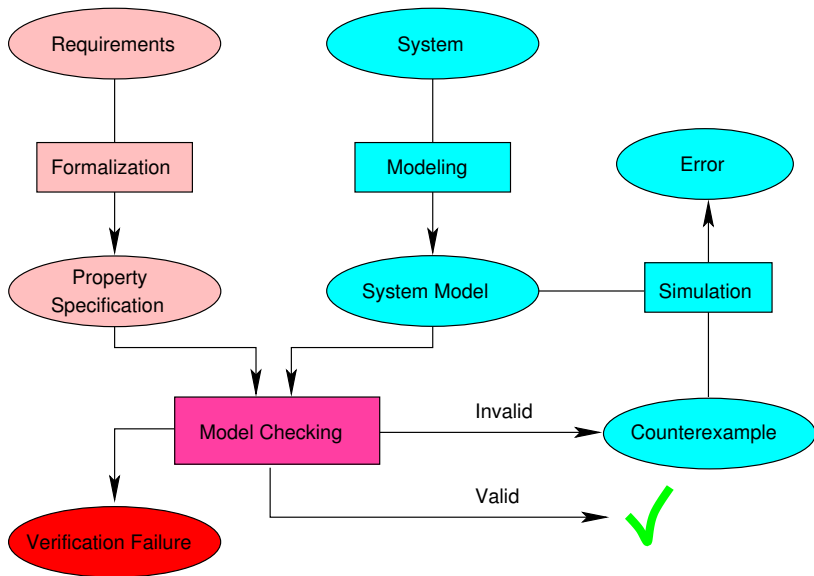 Requirements
System
Formalization
Modeling
Error
Property
Specification
System Model
Simulation
Model Checking
Invalid
Counterexample
Valid
Verification Failure